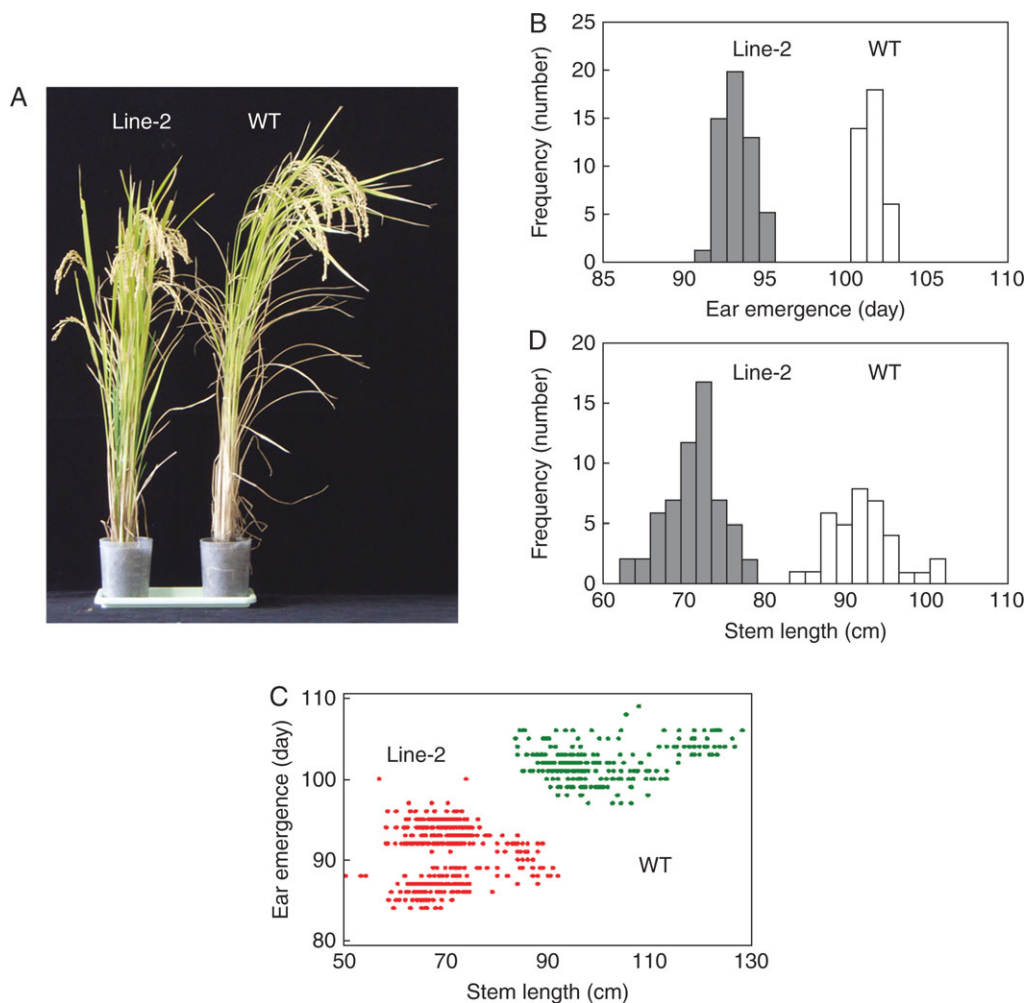 A
Line-2 WT
B
25
20
15
10
5
0
Frequency (number)
Line-2 WT
85 90 95 100 105 110
Ear emergence (day)
D
20
15
10
5
0
Frequency (number)
Line-2 WT
60 70 80 90 100 110
Stem length (cm)
C
110
100
90
80
Ear emergence (day)
Line-2
WT
50 70 90 110 130
Stem length (cm)